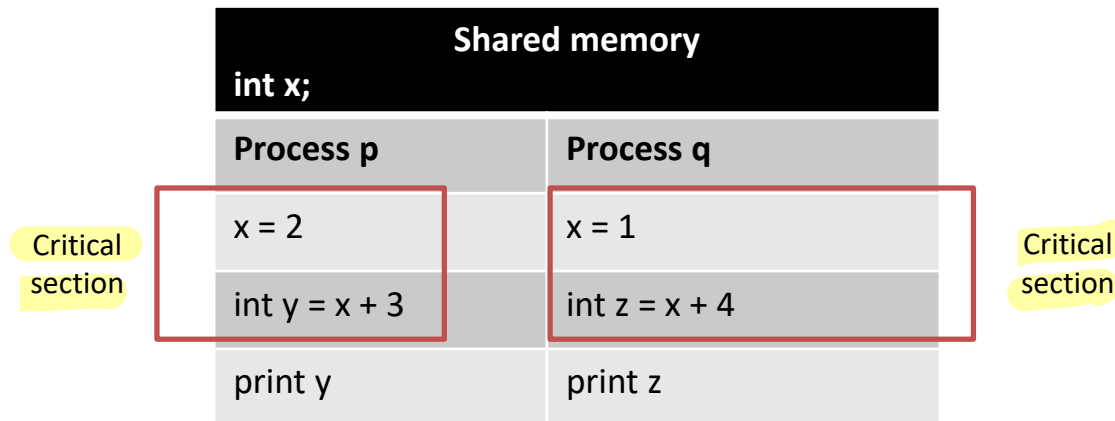 Shared memory
int x;
Process p
Process q
x = 2
x = 1
Critical
section
Critical
section
int y = x + 3
int z = x + 4
print y
print z